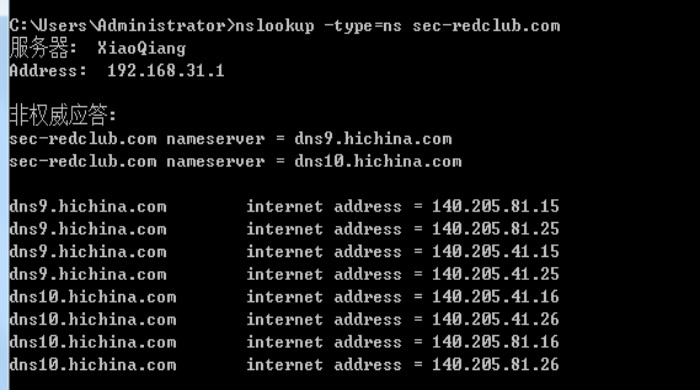 C:\Users\Administrator>nslookup -type=ns sec-redclub.com
服务器:  XiaoQiang
Address:  192.168.31.1
非权威应答:
sec-redclub.com nameserver = dns9.hichina.com
sec-redclub.com nameserver = dns10.hichina.com
dns9.hichina.com        internet address = 140.205.81.15
dns9.hichina.com        internet address = 140.205.81.25
dns9.hichina.com        internet address = 140.205.41.15
dns9.hichina.com        internet address = 140.205.41.25
dns10.hichina.com       internet address = 140.205.41.16
dns10.hichina.com       internet address = 140.205.41.26
dns10.hichina.com       internet address = 140.205.81.16
dns10.hichina.com       internet address = 140.205.81.26